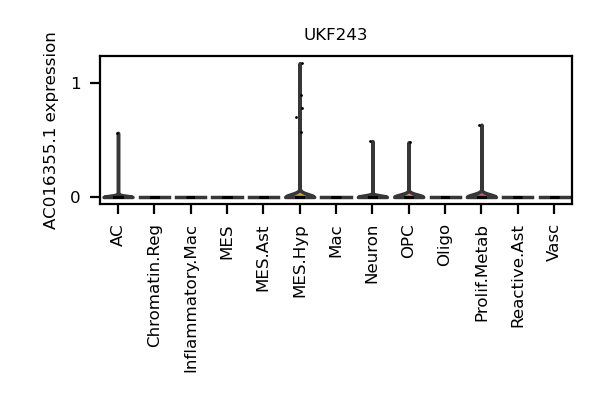 UKF243
AC016355.1 expression
1
0
AC
Chromatin.Reg
Inflammatory.Mac
MES
MES.Ast
MES.Hyp
Mac
Neuron
OPC
Oligo
Prolif.Metab
Reactive.Ast
Vasc